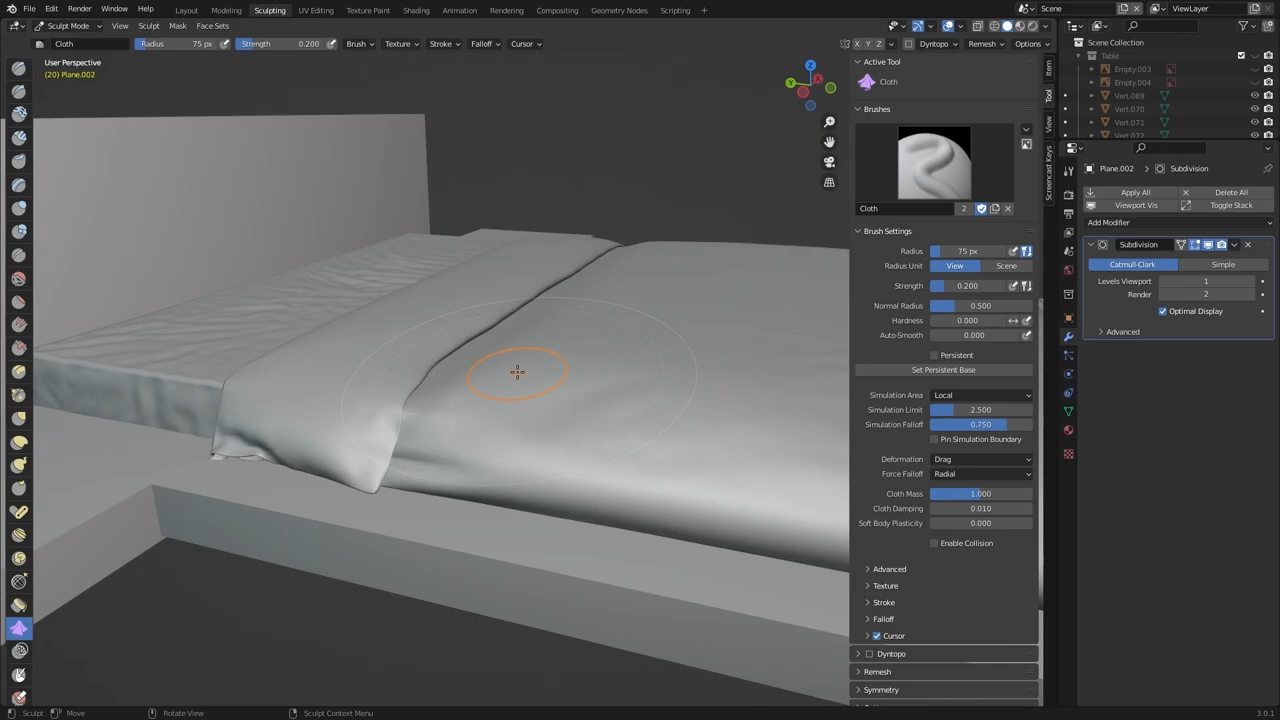 File Edit Render Window Help
Layout Modeling Sculpting UV Editing Texture Paint Shading Animation Rendering Compositing Geometry Nodes Scripting +
Scene
ViewLayer
Sculpt Mode View Sculpt Mask Face Sets
X Y Z Dyntopo Remesh Options
Cloth Radius 75 px Strength 0.200 Brush Texture Stroke Falloff Cursor
User Perspective
(20) Plane.002
Z
Y
X
Active Tool
Cloth
Brushes
Cloth 2
Brush Settings
Radius 75 px
Radius Unit View Scene
Strength 0.200
Normal Radius 0.500
Hardness 0.000
Auto-Smooth 0.000
Persistent
Set Persistent Base
Simulation Area Local
Simulation Limit 2.500
Simulation Falloff 0.750
Pin Simulation Boundary
Deformation Drag
Force Falloff Radial
Cloth Mass 1.000
Cloth Damping 0.010
Soft Body Plasticity 0.000
Enable Collision
Advanced
Texture
Stroke
Falloff
Cursor
Dyntopo
Remesh
Symmetry
Item
Tool
View
Screencast Keys
Scene Collection
Table
Empty.003
Empty.004
Vert.069
Vert.070
Vert.071
Vert.072
Plane.002 Subdivision
Apply All Delete All
Viewport Vis Toggle Stack
Add Modifier
Subdivision
Catmull-Clark Simple
Levels Viewport 1
Render 2
Optimal Display
Advanced
Sculpt Move Rotate View Sculpt Context Menu 3.0.1